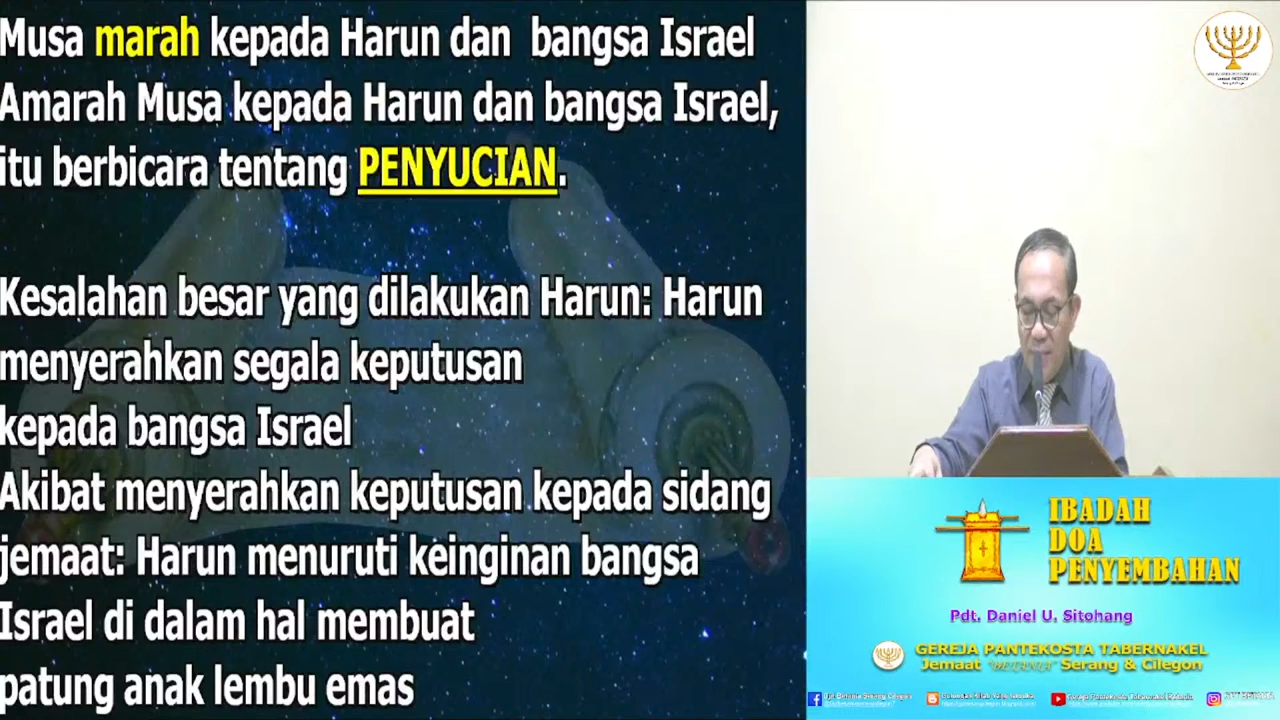 Musa marah kepada Harun dan bangsa Israel
Amarah Musa kepada Harun dan bangsa Israel,
itu berbicara tentang PENYUCIAN.
Kesalahan besar yang dilakukan Harun: Harun
menyerahkan segala keputusan
kepada bangsa Israel
Akibat menyerahkan keputusan kepada sidang
jemaat: Harun menuruti keinginan bangsa
Israel di dalam hal membuat
patung anak lembu emas
IBADAH
DOA
PENYEMBAHAN
Pdt. Daniel U. Sitohang
GEREJA PANTEKOSTA TABERNAKEL
Jemaat "BETANIA" Serang & Cilegon